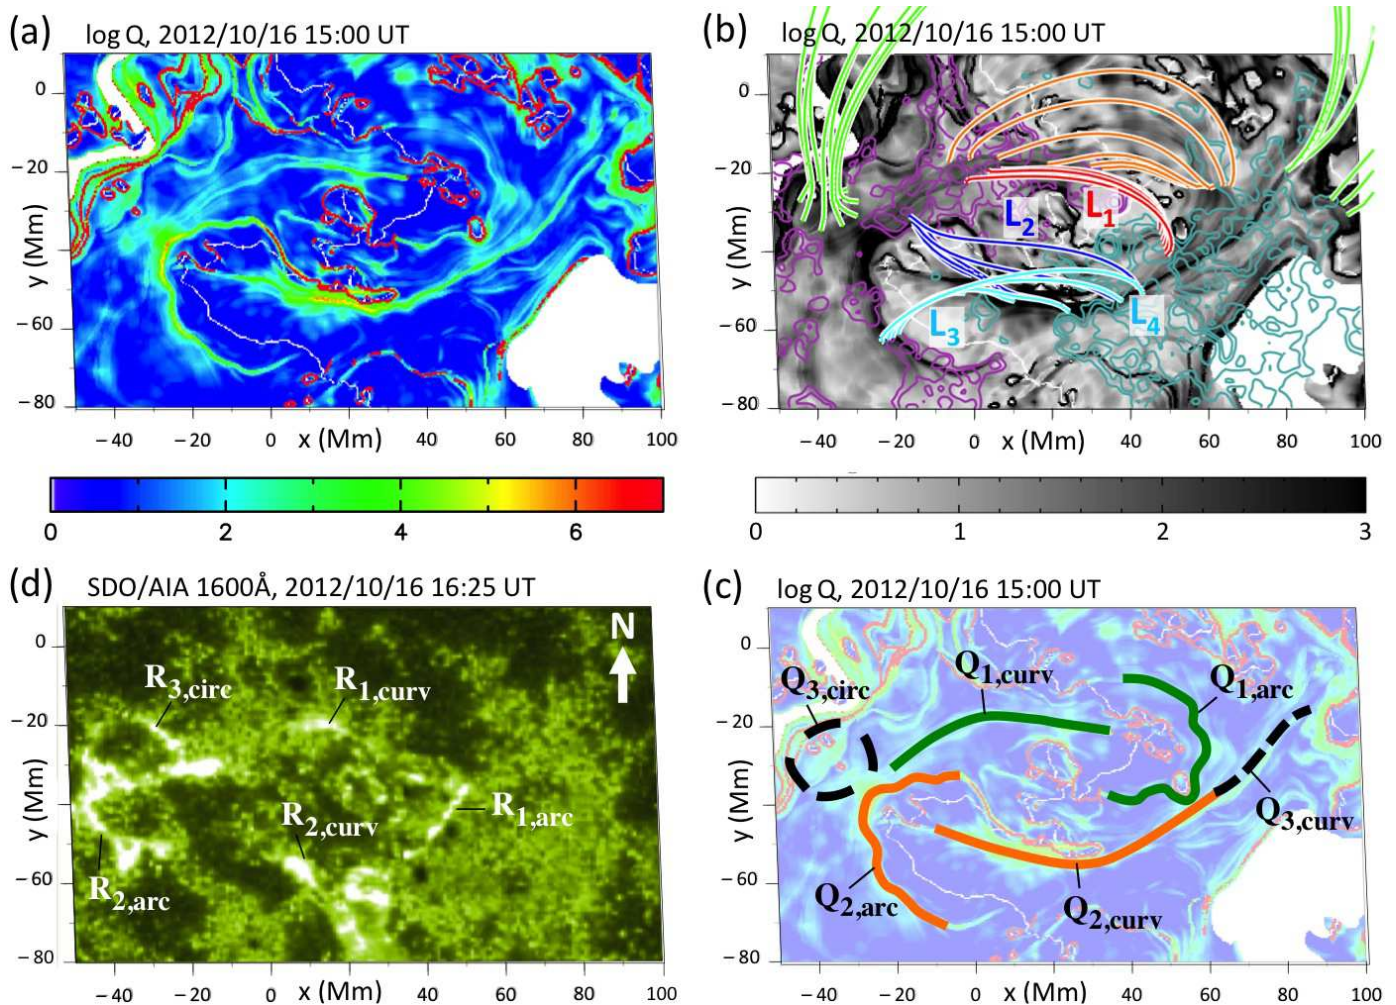 (a)
log Q, 2012/10/16 15:00 UT
0
−20
−40
−60
−80
y (Mm)
−40 −20 0 x (Mm) 40 60 80 100
0 2 4 6
(b)
log Q, 2012/10/16 15:00 UT
0
−20
−40
−60
−80
y (Mm)
L1
L2
L3
L4
−40 −20 0 x (Mm) 40 60 80 100
0 1 2 3
(d)
SDO/AIA 1600Å, 2012/10/16 16:25 UT
N
0
−20
−40
−60
−80
y (Mm)
R3,circ
R1,curv
R2,curv
R1,arc
R2,arc
−40 −20 0 x (Mm) 40 60 80 100
(c)
log Q, 2012/10/16 15:00 UT
0
−20
−40
−60
−80
y (Mm)
Q3,circ
Q1,curv
Q1,arc
Q3,curv
Q2,arc
Q2,curv
−40 −20 0 x (Mm) 40 60 80 100